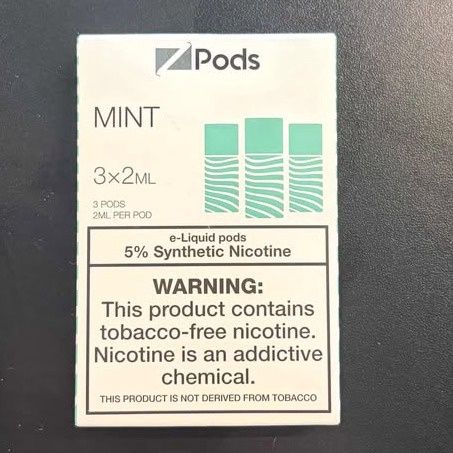 Z Pods
MINT
3×2ML
3 PODS
2ML PER POD
e-Liquid pods
5% Synthetic Nicotine
WARNING:
This product contains
tobacco-free nicotine.
Nicotine is an addictive
chemical.
THIS PRODUCT IS NOT DERIVED FROM TOBACCO